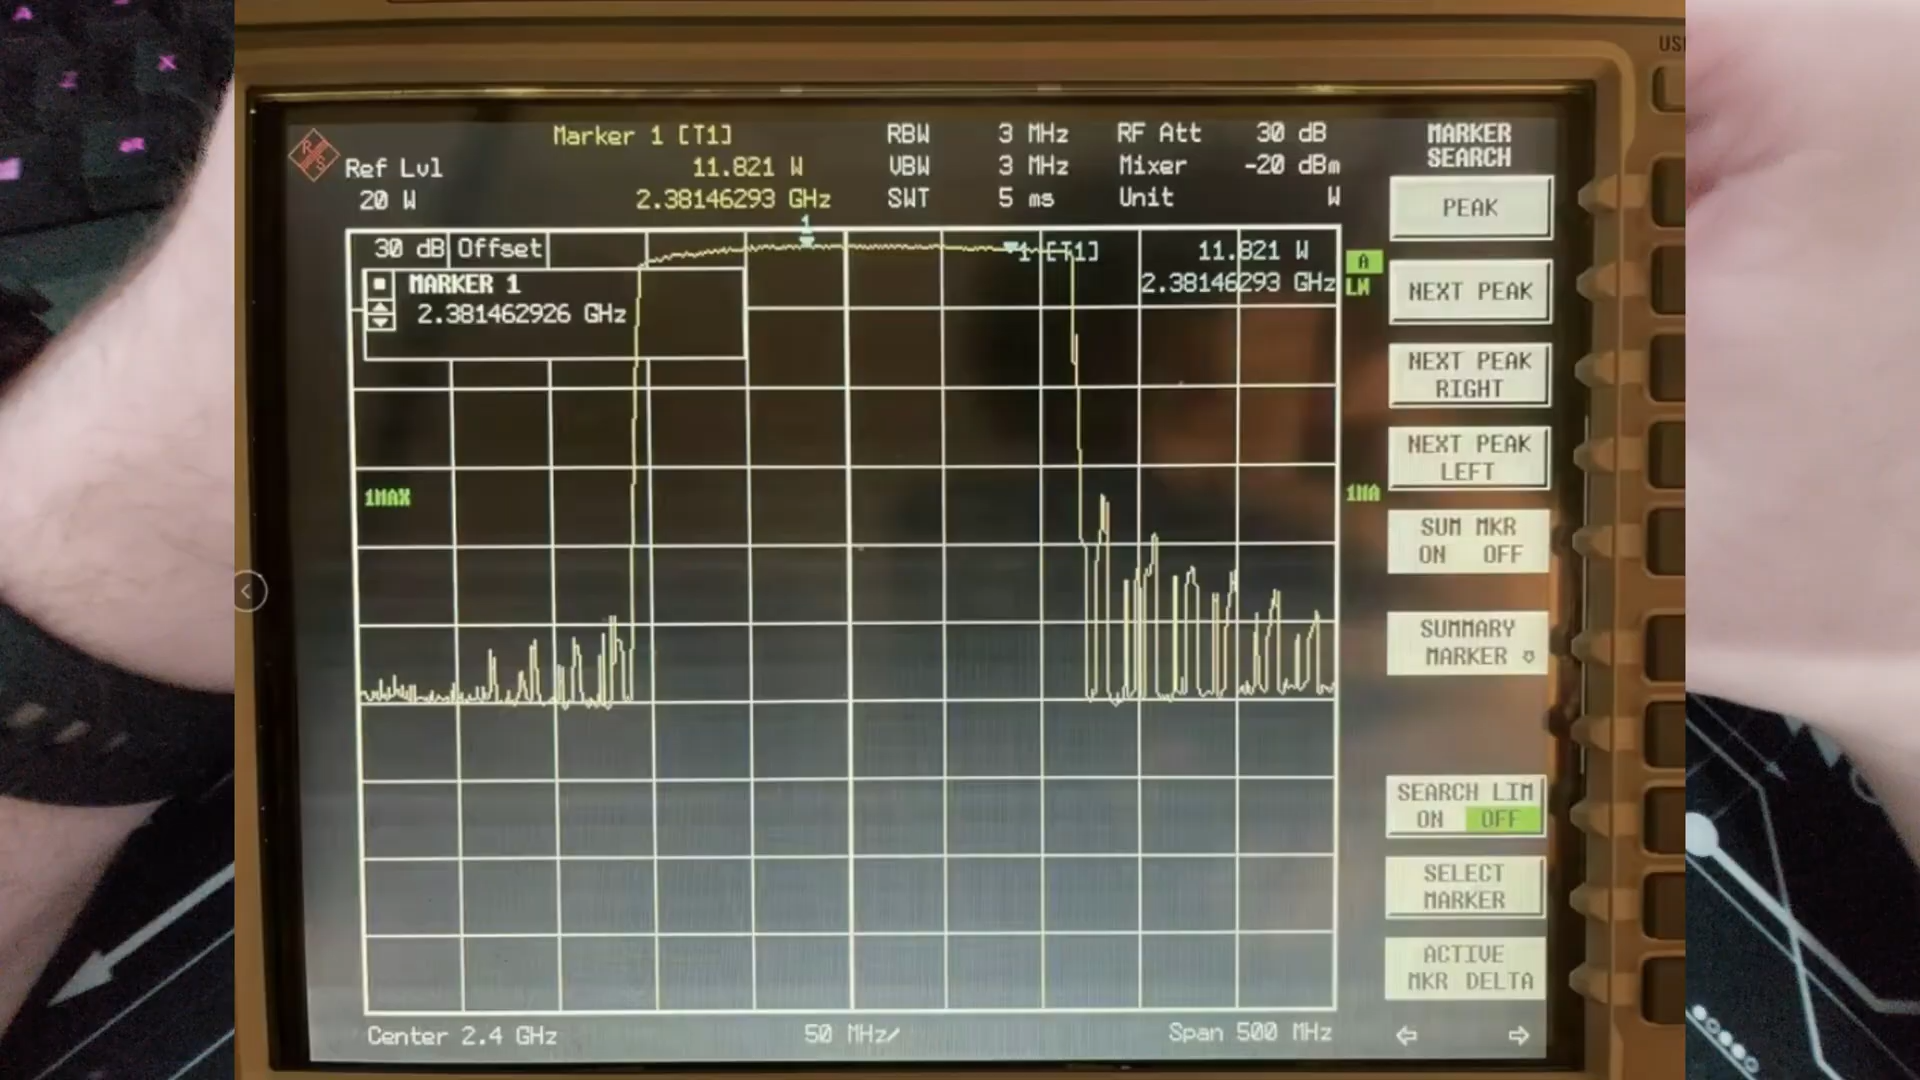 USI
R
S
Ref Lvl
20 W
Marker 1 [T1]
11.821 W
2.38146293 GHz
RBW 3 MHz
VBW 3 MHz
SWT 5 ms
RF Att 30 dB
Mixer -20 dBm
Unit W
30 dB Offset
1
1 [T1] 11.821 W
2.38146293 GHz
MARKER 1
2.381462926 GHz
A
LN
1MAX
1MA
Center 2.4 GHz
50 MHz/
Span 500 MHz
MARKER
SEARCH
PEAK
NEXT PEAK
NEXT PEAK
RIGHT
NEXT PEAK
LEFT
SUM MKR
ON OFF
SUMMARY
MARKER
SEARCH LIM
ON OFF
SELECT
MARKER
ACTIVE
MKR DELTA